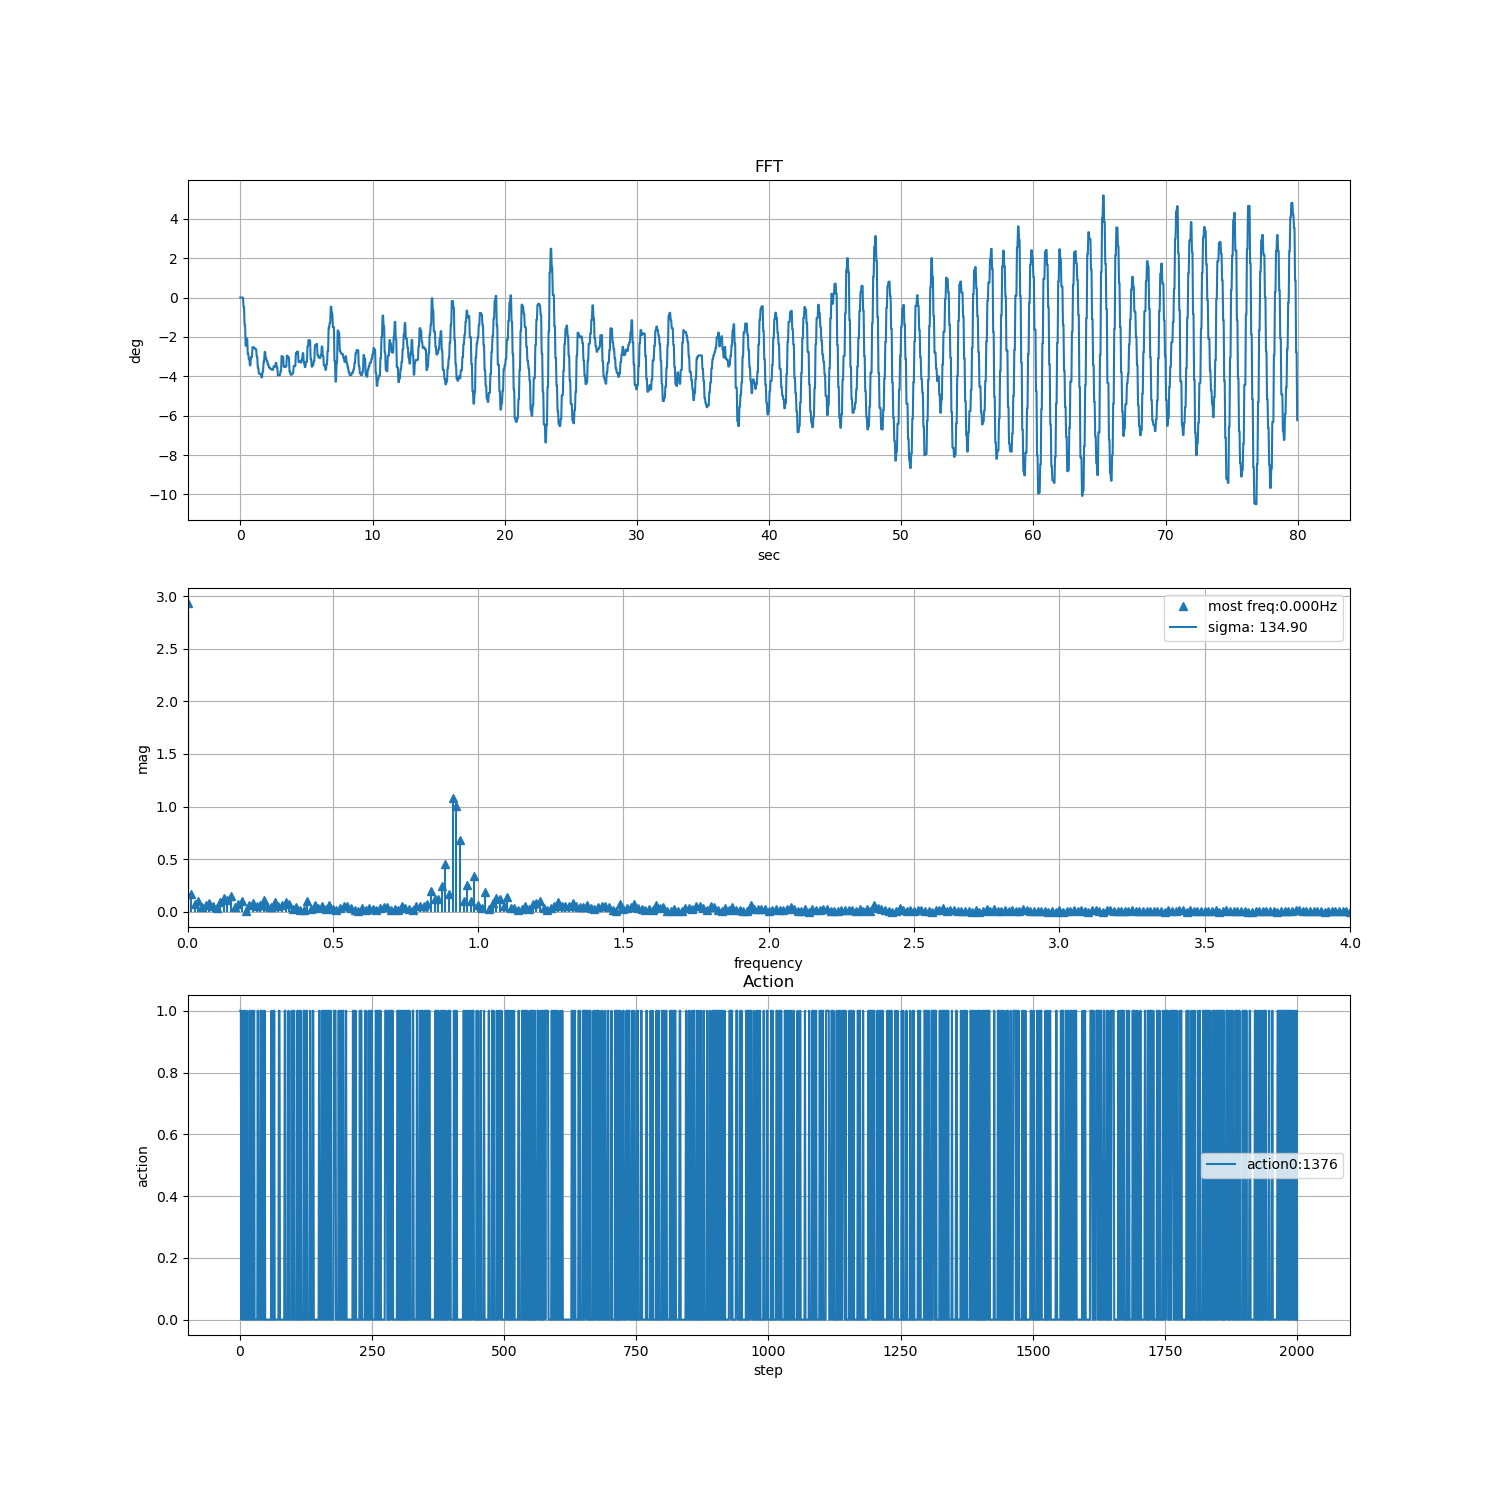 FFT
4
2
0
−2
−4
−6
−8
−10
deg
0 10 20 30 40 50 60 70 80
sec
3.0
2.5
2.0
1.5
1.0
0.5
0.0
mag
most freq:0.000Hz
sigma: 134.90
0.0 0.5 1.0 1.5 2.0 2.5 3.0 3.5 4.0
frequency
Action
1.0
0.8
0.6
0.4
0.2
0.0
action
action0:1376
0 250 500 750 1000 1250 1500 1750 2000
step